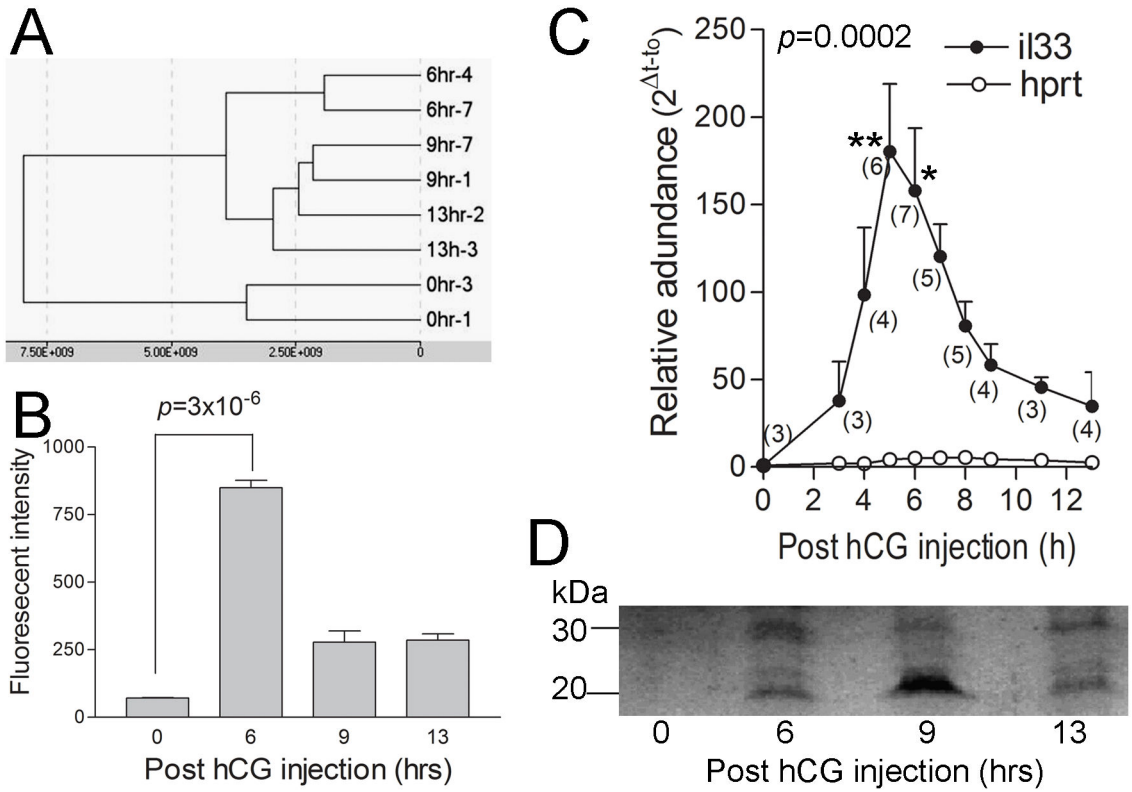 A
6hr-4
6hr-7
9hr-7
9hr-1
13hr-2
13h-3
0hr-3
0hr-1
7.50E+009 5.00E+009 2.50E+009 0
B
p=3x10-6
Fluoresecent intensity
1000
750
500
250
0
0 6 9 13
Post hCG injection (hrs)
C
p=0.0002
il33
hprt
Relative adundance (2Δt-to)
250
200
150
100
50
0
**
*
(3)
(3)
(4)
(6)
(7)
(5)
(5)
(4)
(3)
(4)
0 2 4 6 8 10 12
Post hCG injection (h)
D
kDa
30
20
0 6 9 13
Post hCG injection (hrs)